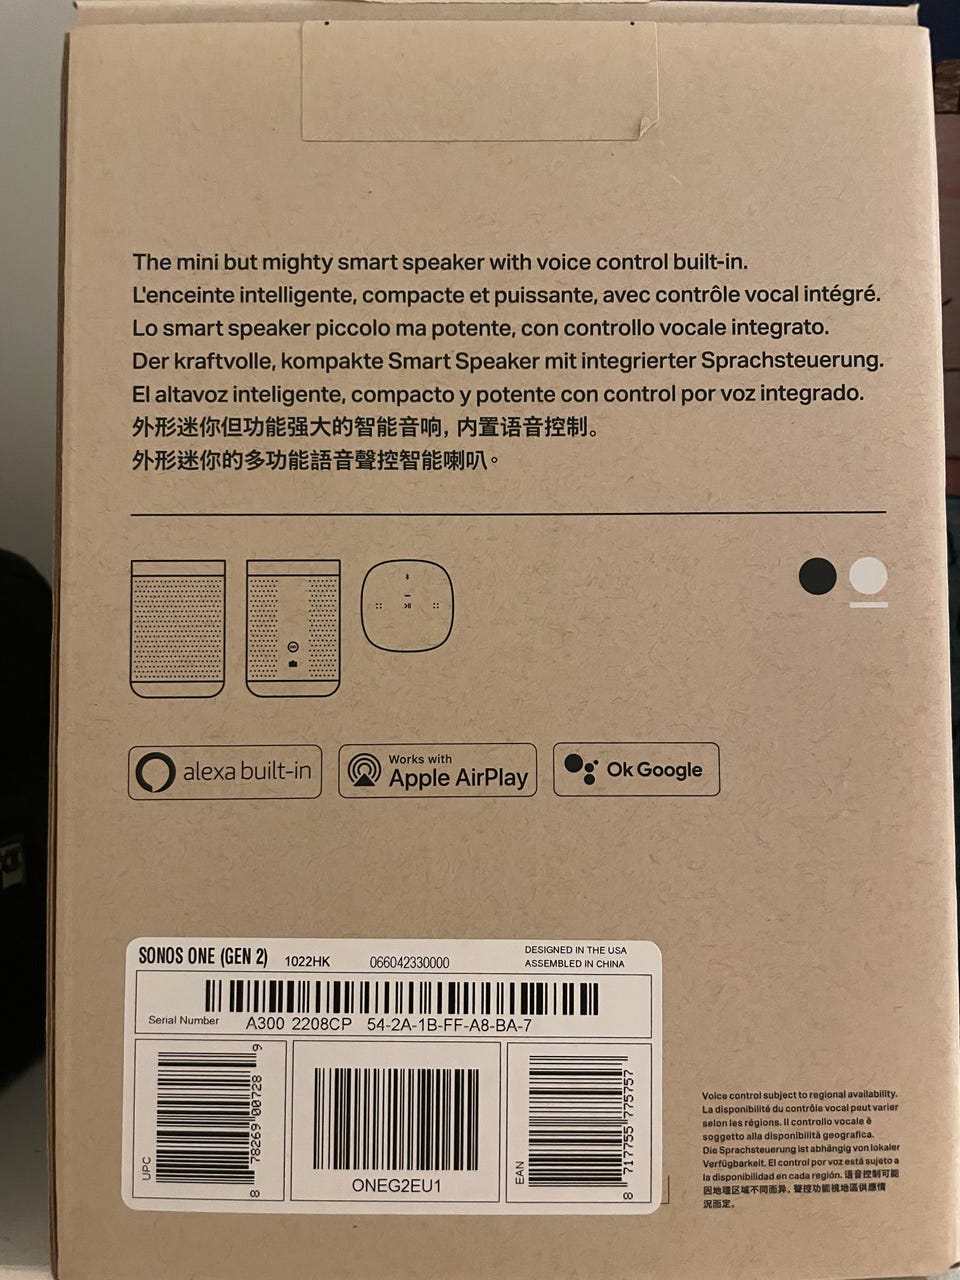 The mini but mighty smart speaker with voice control built-in.
L'enceinte intelligente, compacte et puissante, avec contrôle vocal intégré.
Lo smart speaker piccolo ma potente, con controllo vocale integrato.
Der kraftvolle, kompakte Smart Speaker mit integrierter Sprachsteuerung.
El altavoz inteligente, compacto y potente con control por voz integrado.
外形迷你但功能强大的智能音响, 内置语音控制。
外形迷你的多功能語音聲控智能喇叭。
alexa built-in
Works with
Apple AirPlay
Ok Google
SONOS ONE (GEN 2) 1022HK 066042330000
DESIGNED IN THE USA
ASSEMBLED IN CHINA
Serial Number A300 2208CP 54-2A-1B-FF-A8-BA-7
UPC 8 78269 00728 9
ONEG2EU1
EAN 8 717755 775757
Voice control subject to regional availability.
La disponibilité du contrôle vocal peut varier
selon les régions. Il controllo vocale è
soggetto alla disponibilità geografica.
Die Sprachsteuerung ist abhängig von lokaler
Verfügbarkeit. El control por voz está sujeto a
la disponibilidad en cada región. 语音控制可能
因地理区域不同而异。聲控功能視地區供應情
況而定。